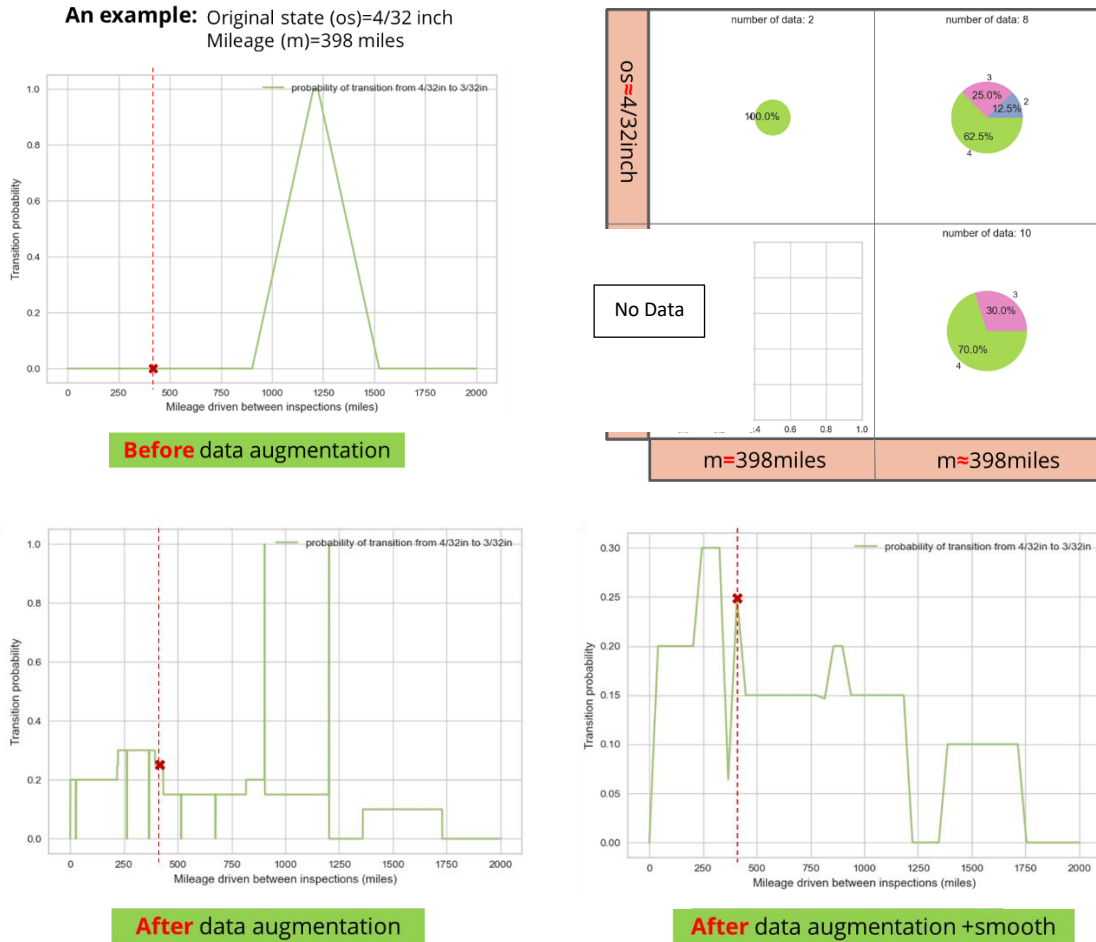 An example: Original state (os)=4/32 inch
Mileage (m)=398 miles
probability of transition from 4/32in to 3/32in
1.0
0.8
0.6
0.4
0.2
0.0
Transition probability
0 250 500 750 1000 1250 1500 1750 2000
Mileage driven between inspections (miles)
Before data augmentation
os≈4/32inch
number of data: 2
100.0%
number of data: 8
3
25.0%
2
12.5%
62.5%
4
No Data
0.6 0.8 1.0
number of data: 10
3
30.0%
70.0%
4
m=398miles
m≈398miles
probability of transition from 4/32in to 3/32in
1.0
0.8
0.6
0.4
0.2
0.0
Transition probability
0 250 500 750 1000 1250 1500 1750 2000
Mileage driven between inspections (miles)
After data augmentation
probability of transition from 4/32in to 3/32in
0.30
0.25
0.20
0.15
0.10
0.05
0.00
Transition probability
0 250 500 750 1000 1250 1500 1750 2000
Mileage driven between inspections (miles)
After data augmentation +smooth